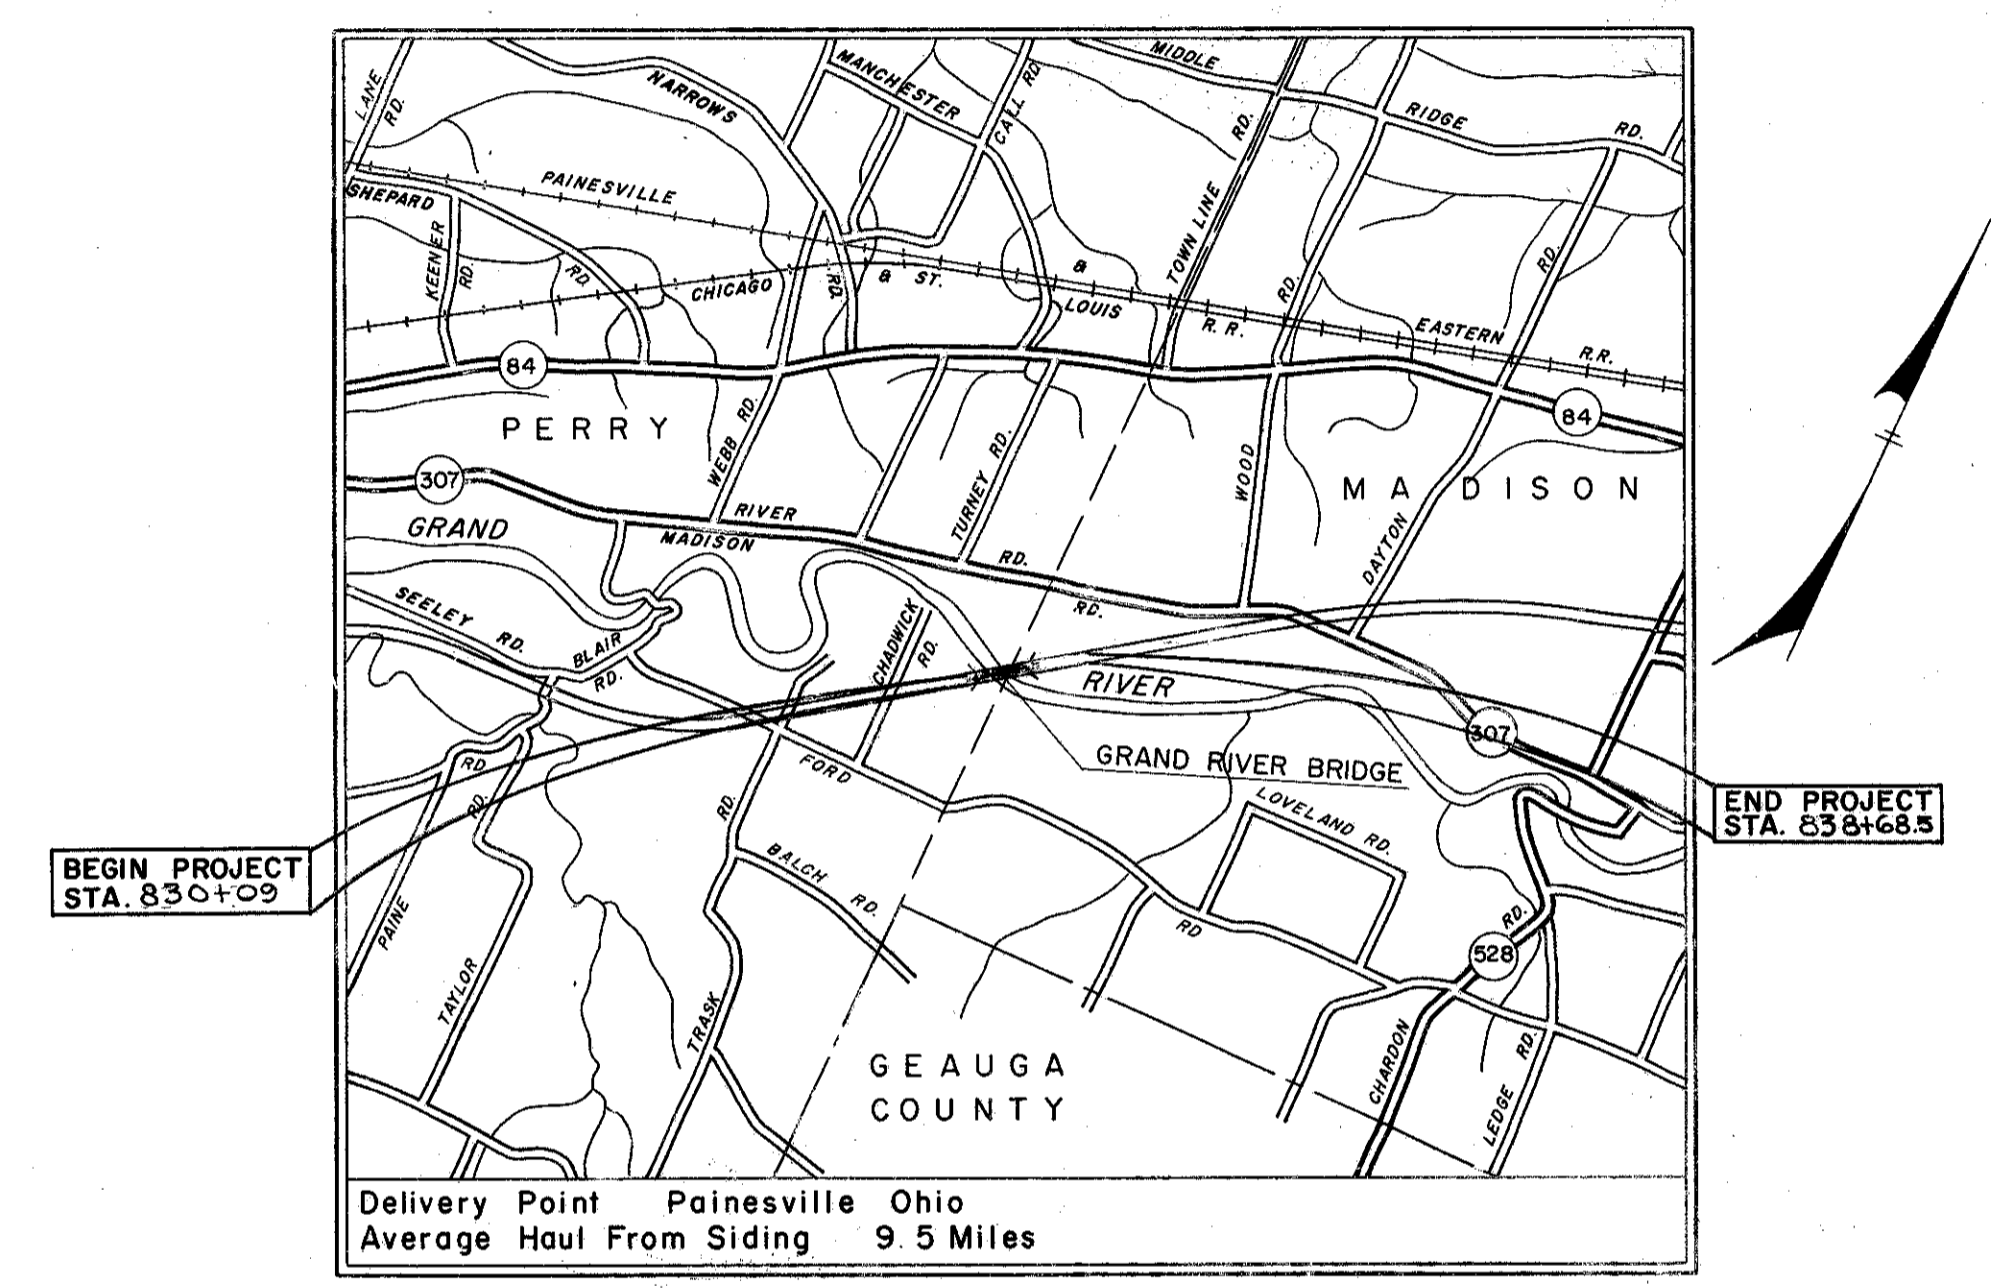 MIDDLE
MANCHESTER
NARROWS
LANE
RD.
CALL RD
RD.
RIDGE
RD.
PAINESVILLE
SHEPARD
TOWN LINE
KEENER
RD.
RD.
RD.
CHICAGO
& ST.
&
LOUIS
R. R.
RD.
RD.
EASTERN
R.R.
84
84
PERRY
WEBB RD.
TURNEY RD.
WOOD
MADISON
307
RIVER
GRAND
MADISON
RD.
DAYTON
RD.
SEELEY RD.
BLAIR
RD.
CHADWICK
RD.
RIVER
307
GRAND RIVER BRIDGE
FORD
RD
RD.
RD.
LOVELAND RD.
END PROJECT
STA. 838+68.5
BEGIN PROJECT
STA. 830+09
BALCH RD.
PAINE
RD
RD.
528
TAYLOR
TRASK
CHARDON
RD.
LEDGE
GEAUGA
COUNTY
Delivery Point Painesville Ohio
Average Haul From Siding 9.5 Miles